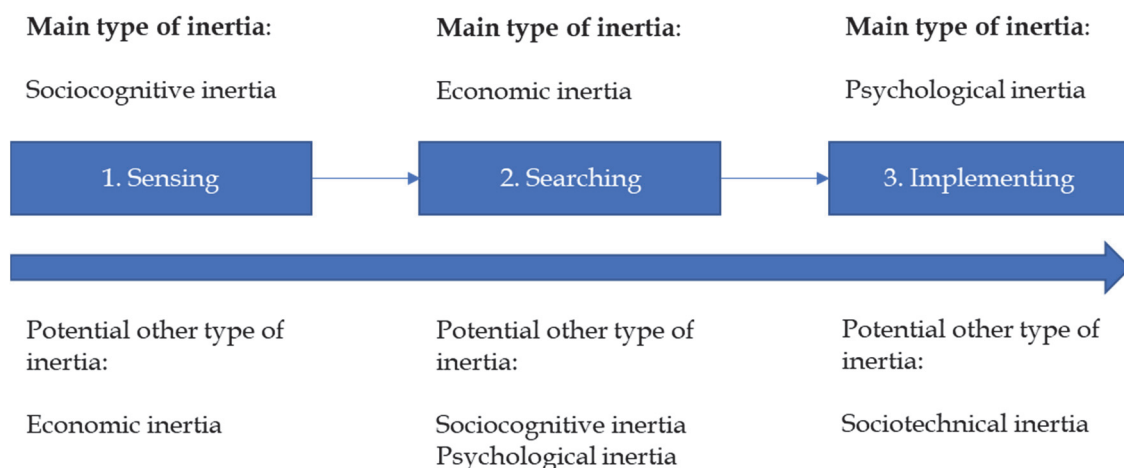 Main type of inertia:
Main type of inertia:
Main type of inertia:
Sociocognitive inertia
Economic inertia
Psychological inertia
1. Sensing
2. Searching
3. Implementing
Potential other type of
inertia:
Economic inertia
Potential other type of
inertia:
Sociocognitive inertia
Psychological inertia
Potential other type of
inertia:
Sociotechnical inertia